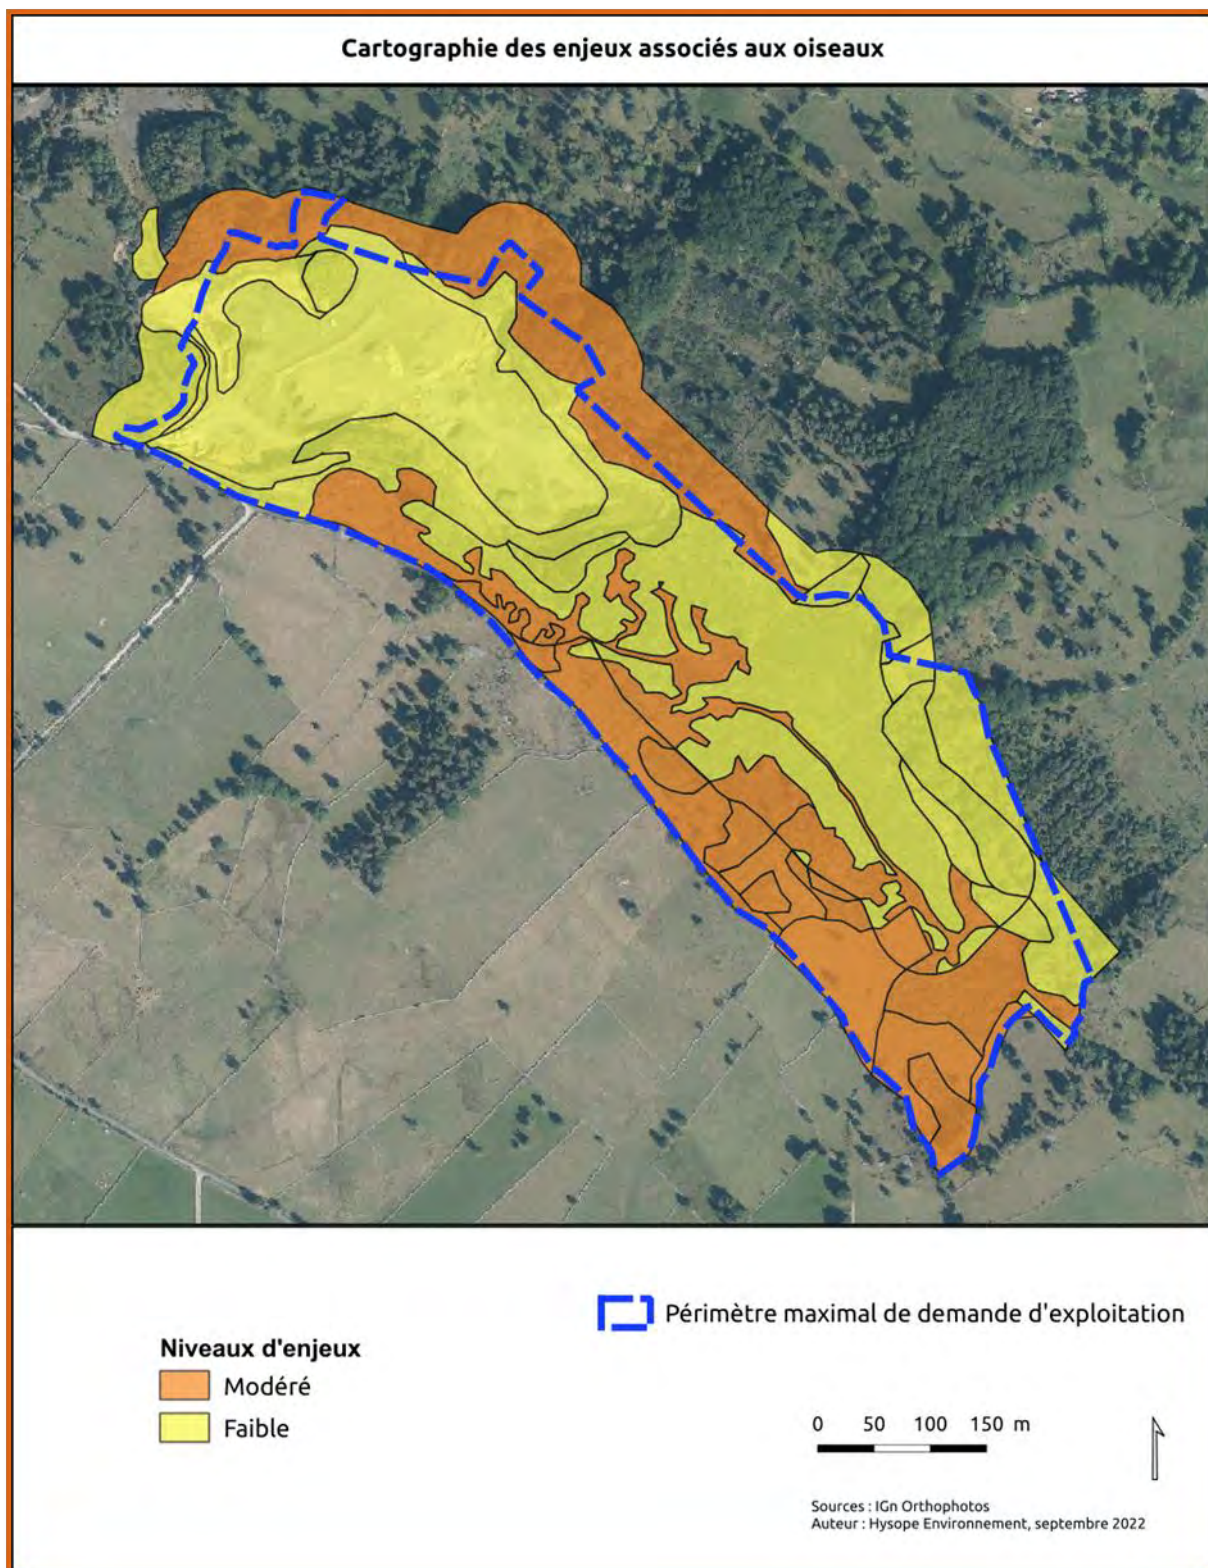 Cartographie des enjeux associés aux oiseaux
Périmètre maximal de demande d'exploitation
Niveaux d'enjeux
Modéré
Faible
0 50 100 150 m
Sources : IGn Orthophotos
Auteur : Hysope Environnement, septembre 2022